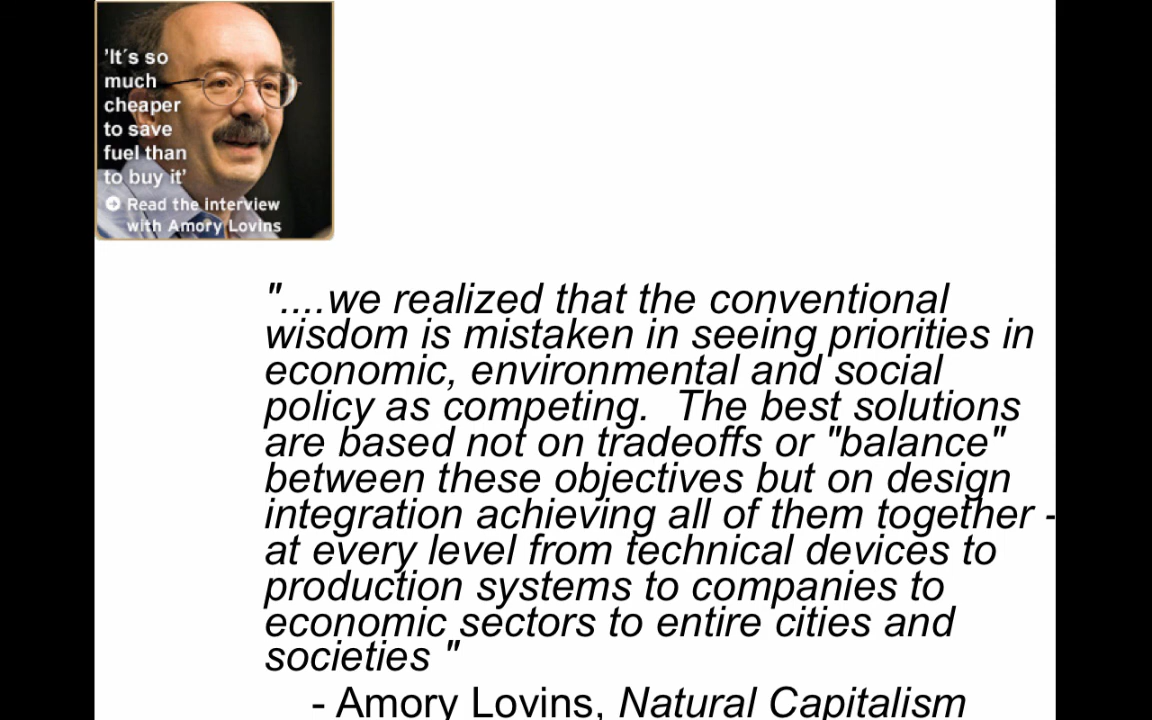 'It´s so
much
cheaper
to save
fuel than
to buy it'
Read the interview
with Amory Lovins
"....we realized that the conventional
wisdom is mistaken in seeing priorities in
economic, environmental and social
policy as competing.  The best solutions
are based not on tradeoffs or "balance"
between these objectives but on design
integration achieving all of them together -
at every level from technical devices to
production systems to companies to
economic sectors to entire cities and
societies "
- Amory Lovins, Natural Capitalism